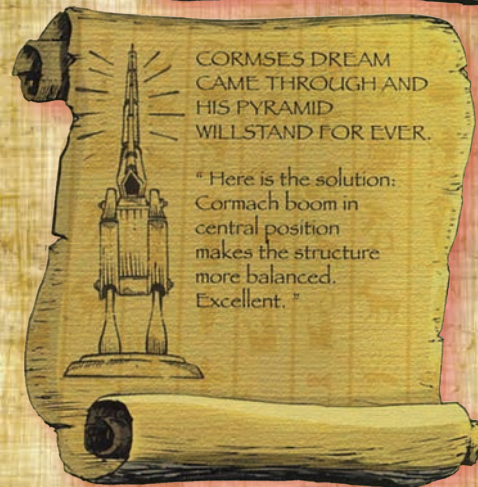 CORMSES DREAM
CAME THROUGH AND
HIS PYRAMID
WILLSTAND FOR EVER.
" Here is the solution:
Cormach boom in
central position
makes the structure
more balanced.
Excellent. "